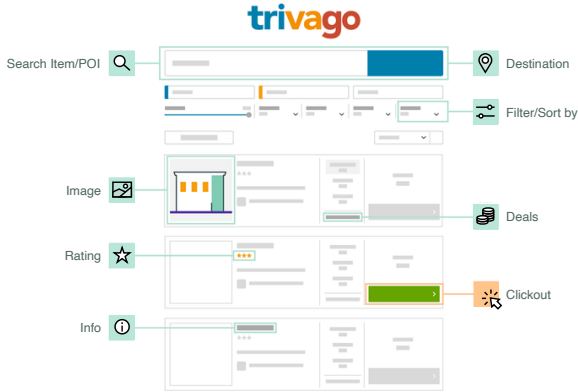 trivago
Search Item/POI
Destination
Filter/Sort by
Image
Deals
Rating
Clickout
Info